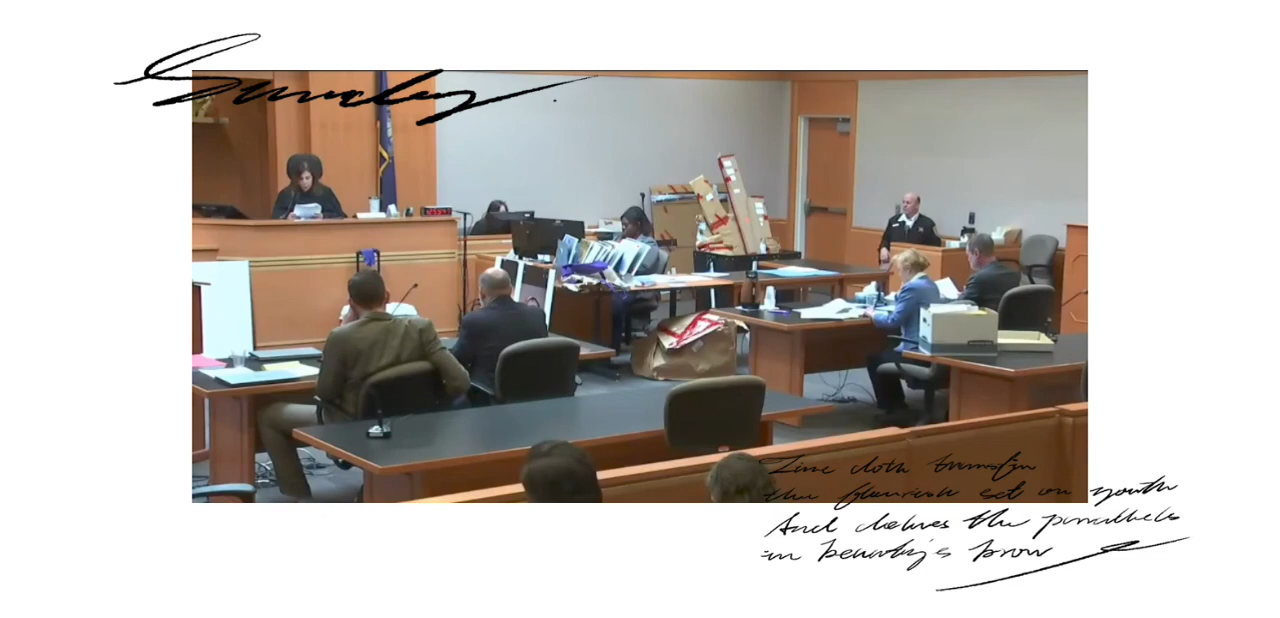 Time doth transfix
the flourish set on youth
And delves the parallels
in beauty's brow